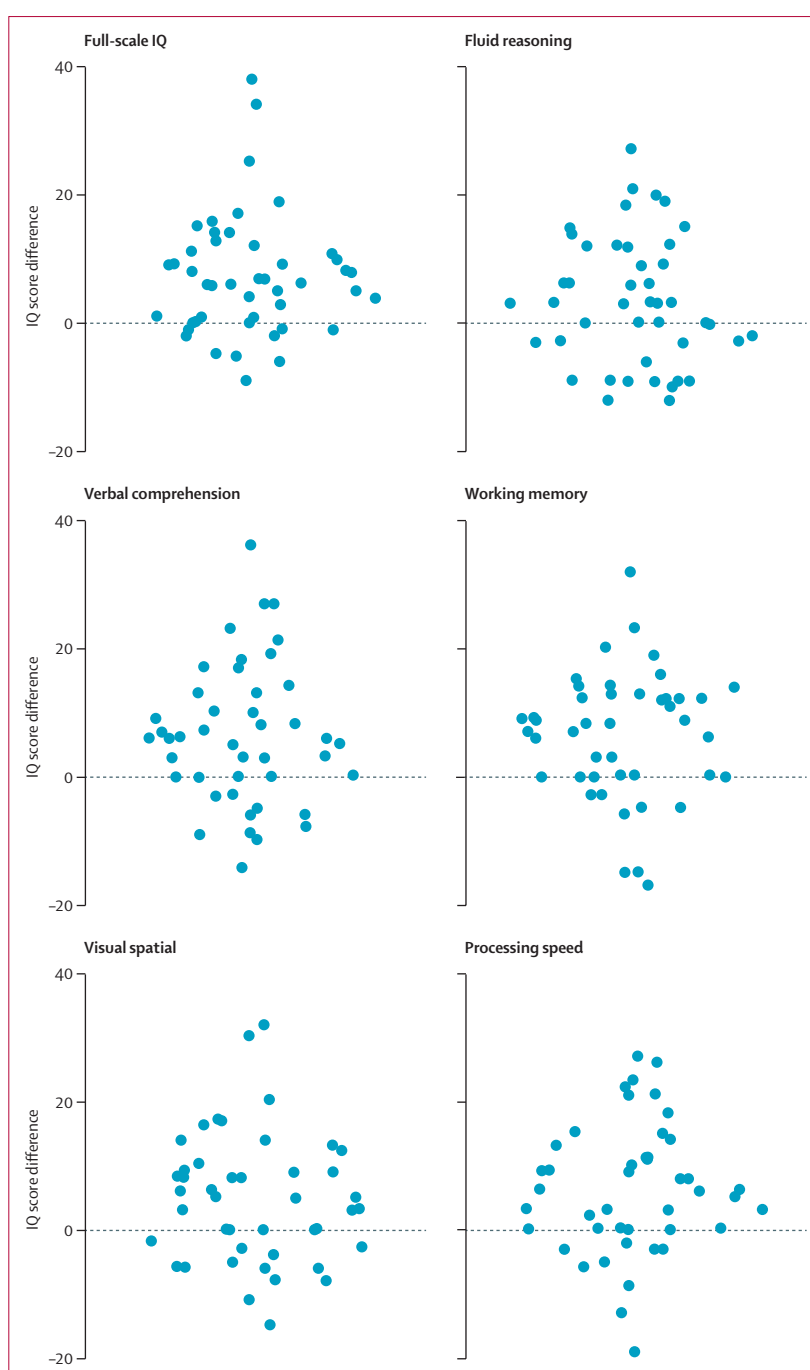 Full-scale IQ
Fluid reasoning
40
20
0
–20
IQ score difference
Verbal comprehension
Working memory
40
20
0
–20
IQ score difference
Visual spatial
Processing speed
40
20
0
–20
IQ score difference